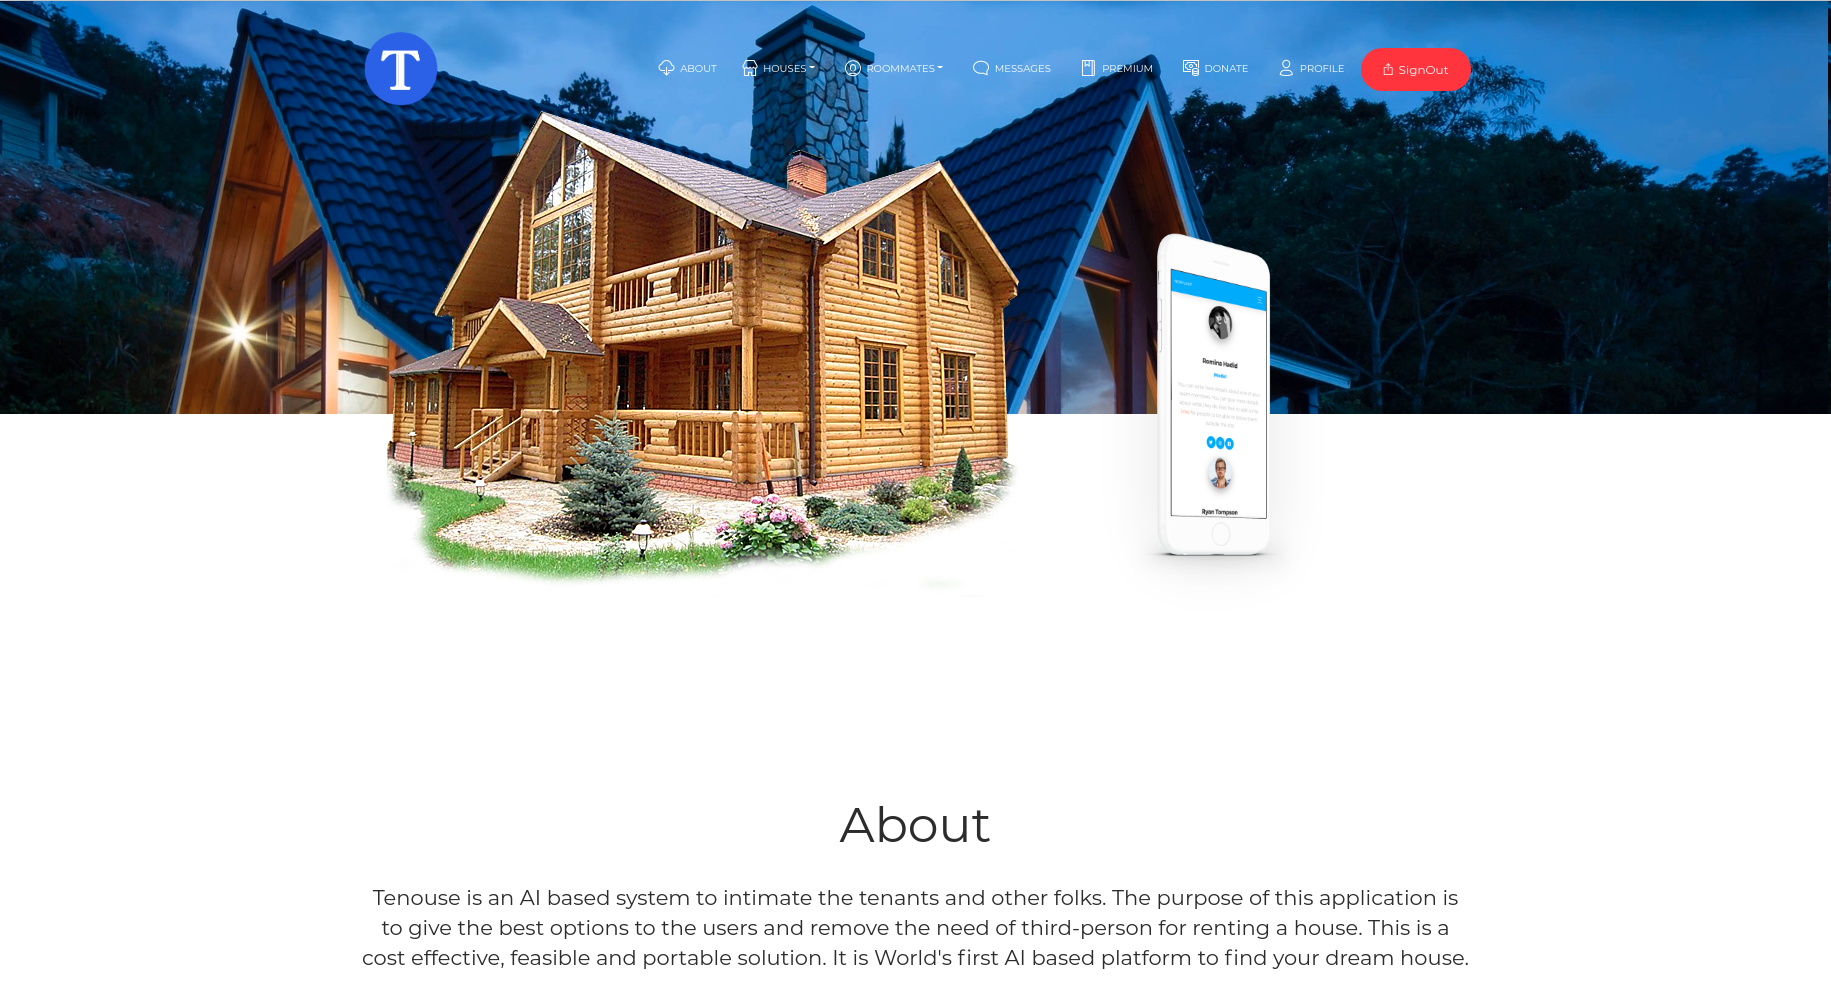 T
ABOUT HOUSES ROOMMATES MESSAGES PREMIUM DONATE PROFILE SignOut
Romina Hadid
Model
Ryan Tompson
About
Tenouse is an AI based system to intimate the tenants and other folks. The purpose of this application is
to give the best options to the users and remove the need of third-person for renting a house. This is a
cost effective, feasible and portable solution. It is World's first AI based platform to find your dream house.